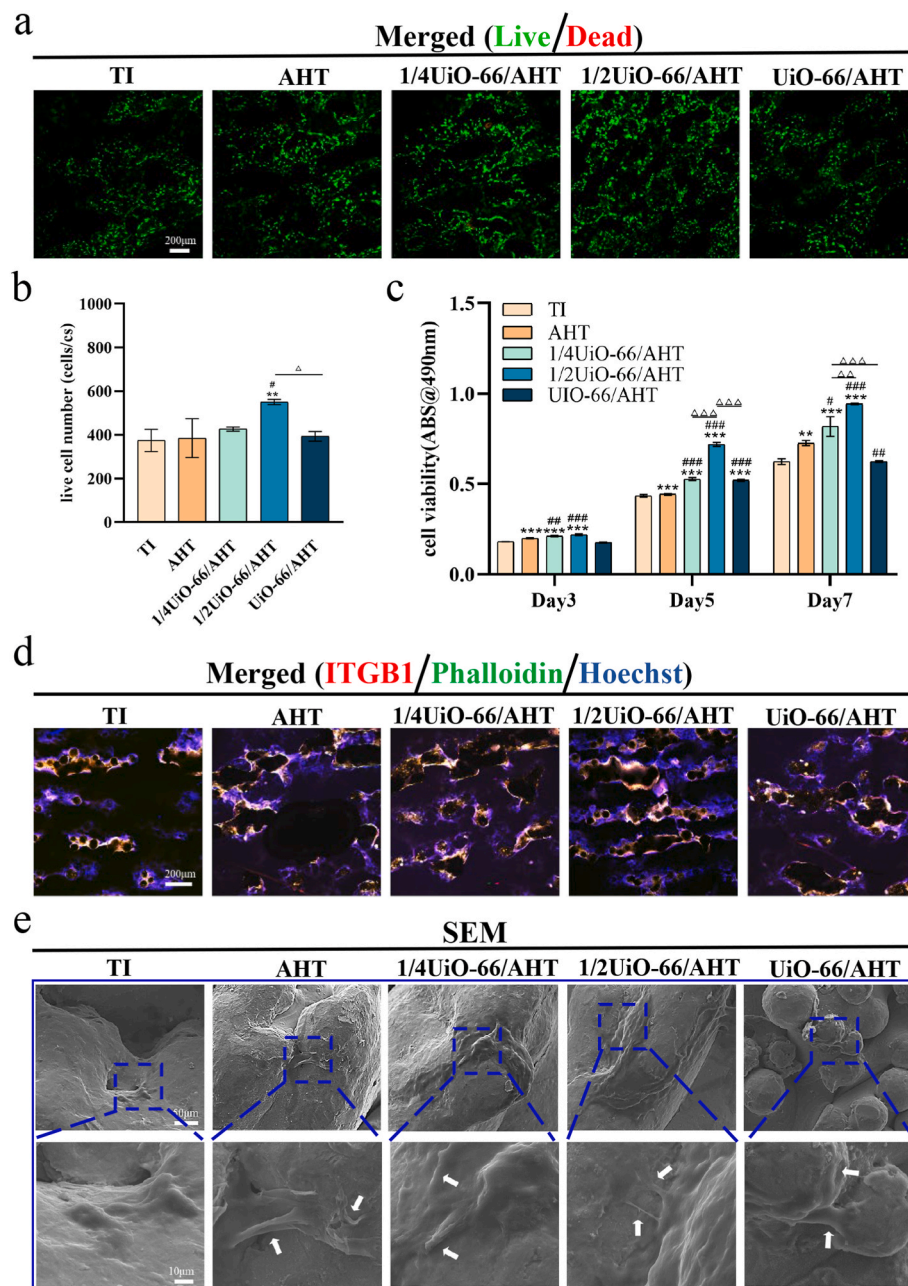 a
Merged (Live/Dead)
TI AHT 1/4UiO-66/AHT 1/2UiO-66/AHT UiO-66/AHT
200μm
b
live cell number (cells/cs)
1000
800
600
400
200
0
△
#
**
TI AHT 1/4UiO-66/AHT 1/2UiO-66/AHT UiO-66/AHT
c
cell viability(ABS@490nm)
1.5
1.0
0.5
0.0
TI
AHT
1/4UiO-66/AHT
1/2UiO-66/AHT
UIO-66/AHT
*** ## *** ### ***
*** ### *** ### *** ### *** △△△ △△△
** # *** ### *** ## △△ △△△
Day3 Day5 Day7
d
Merged (ITGB1/Phalloidin/Hoechst)
TI AHT 1/4UiO-66/AHT 1/2UiO-66/AHT UiO-66/AHT
200μm
e
SEM
TI AHT 1/4UiO-66/AHT 1/2UiO-66/AHT UiO-66/AHT
50μm
10μm